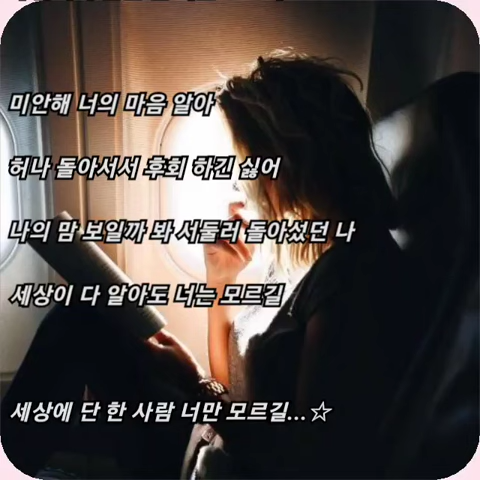 미안해 너의 마음 알아
허나 돌아서서 후회 하긴 싫어
나의 맘 보일까 봐 서둘러 돌아섰던 나
세상이 다 알아도 너는 모르길
세상에 단 한 사람 너만 모르길...☆